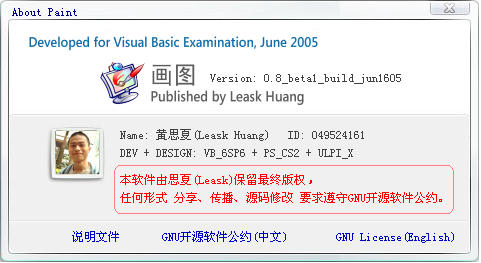 About Paint
Developed for Visual Basic Examination, June 2005
画图 Version: 0.8_beta1_build_jun1605
Published by Leask Huang
Name: 黄思夏(Leask Huang) ID: 049524161
DEV + DESIGN: VB_6SP6 + PS_CS2 + ULPI_X
本软件由思夏(Leask)保留最终版权，
任何形式 分享、传播、源码修改 要求遵守GNU开源软件公约。
说明文件 GNU开源软件公约(中文) GNU License(English)